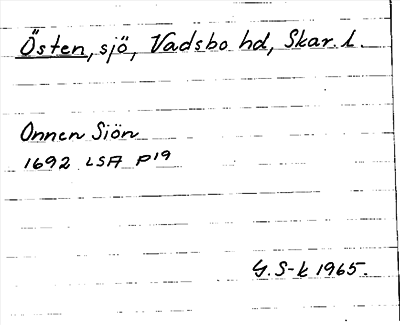 Östen, sjö, Vadsbo hd, Skar. l.
Onnen Siön
1692 LSA P19
G. S-k 1965.